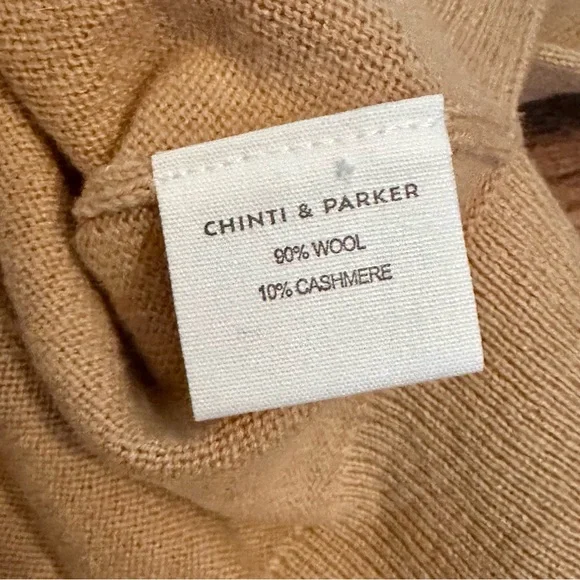 CHINTI & PARKER
90% WOOL
10% CASHMERE